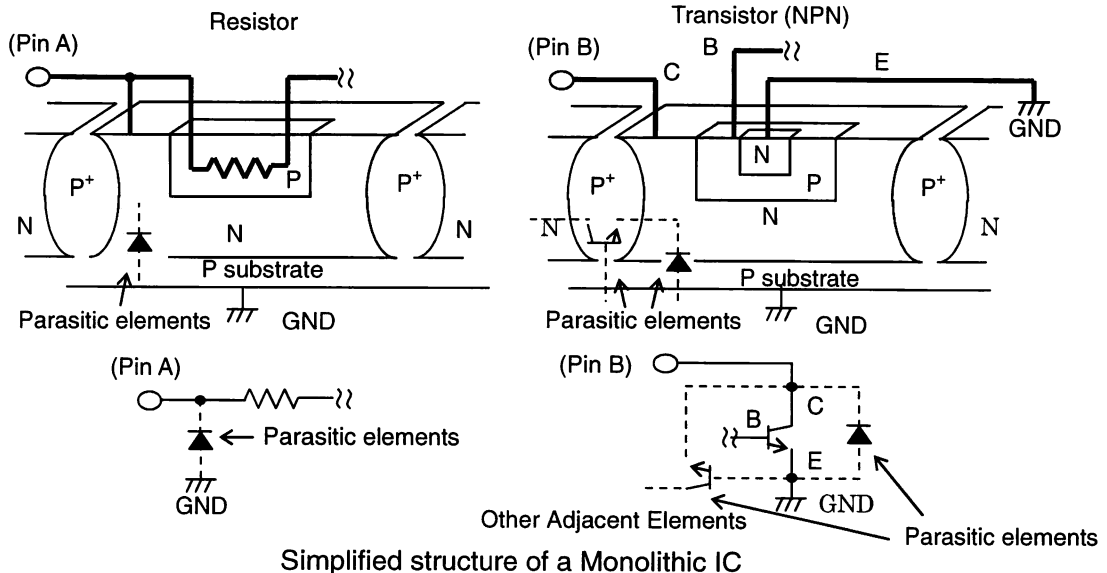 Resistor
Transistor (NPN)
(Pin A)
(Pin B)
B
C
E
GND
P+
P
P+
N
N
N
P substrate
Parasitic elements
GND
P+
N
P
P+
N
N
N
P substrate
Parasitic elements
GND
(Pin A)
Parasitic elements
GND
(Pin B)
C
B
E
GND
Other Adjacent Elements
Parasitic elements
Simplified structure of a Monolithic IC